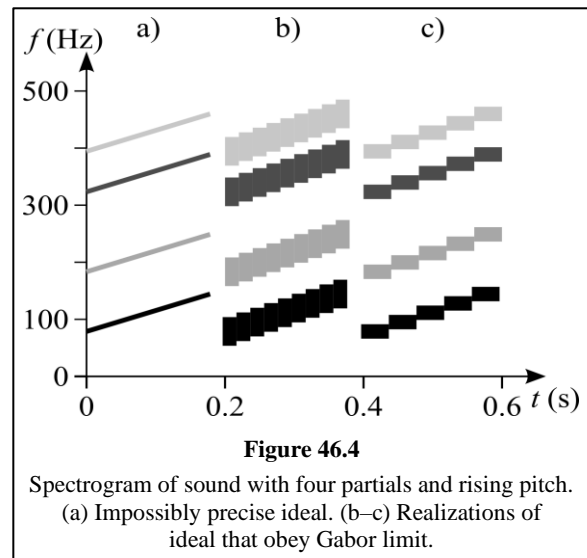 a) b) c)
f (Hz)
500
300
100
0
0 0.2 0.4 0.6 t (s)
Figure 46.4
Spectrogram of sound with four partials and rising pitch.
(a) Impossibly precise ideal. (b–c) Realizations of
ideal that obey Gabor limit.